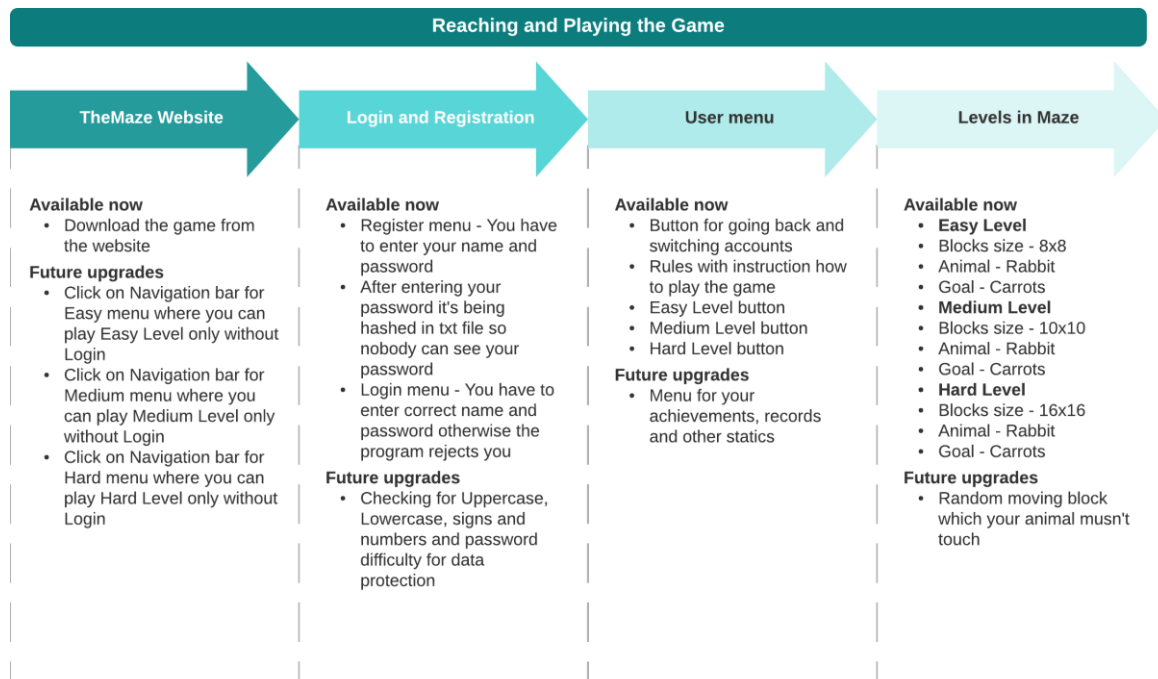 Reaching and Playing the Game
TheMaze Website
Login and Registration
User menu
Levels in Maze
Available now
• Download the game from
the website
Future upgrades
• Click on Navigation bar for
Easy menu where you can
play Easy Level only without
Login
• Click on Navigation bar for
Medium menu where you
can play Medium Level only
without Login
• Click on Navigation bar for
Hard menu where you can
play Hard Level only without
Login
Available now
• Register menu - You have
to enter your name and
password
• After entering your
password it's being
hashed in txt file so
nobody can see your
password
• Login menu - You have to
enter correct name and
password otherwise the
program rejects you
Future upgrades
• Checking for Uppercase,
Lowercase, signs and
numbers and password
difficulty for data
protection
Available now
• Button for going back and
switching accounts
• Rules with instruction how
to play the game
• Easy Level button
• Medium Level button
• Hard Level button
Future upgrades
• Menu for your
achievements, records
and other statics
Available now
• Easy Level
• Blocks size - 8x8
• Animal - Rabbit
• Goal - Carrots
• Medium Level
• Blocks size - 10x10
• Animal - Rabbit
• Goal - Carrots
• Hard Level
• Blocks size - 16x16
• Animal - Rabbit
• Goal - Carrots
Future upgrades
• Random moving block
which your animal musn't
touch